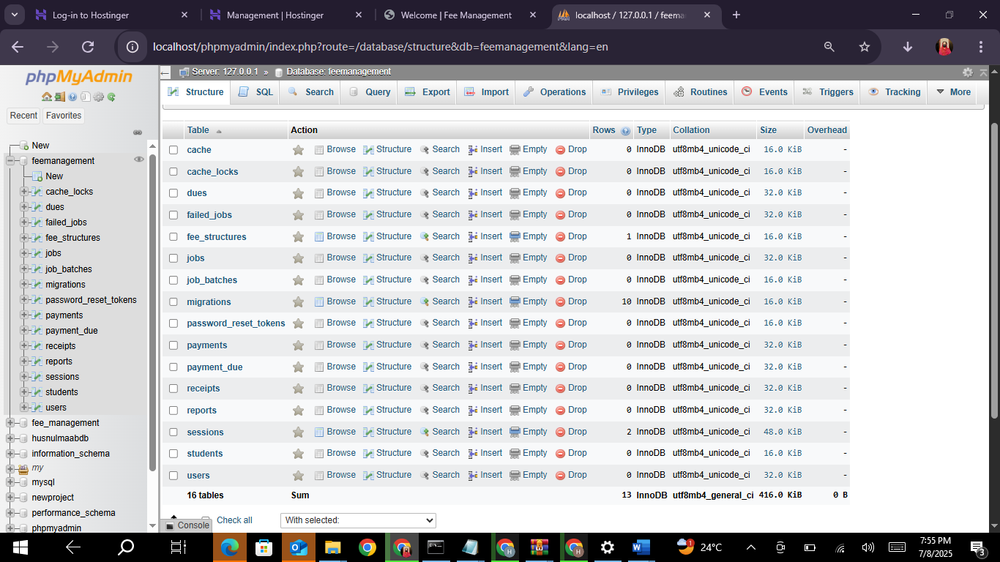 Log-in to Hostinger
Management | Hostinger
Welcome | Fee Management
localhost / 127.0.0.1 / feema
localhost/phpmyadmin/index.php?route=/database/structure&db=feemanagement&lang=en
phpMyAdmin
Recent Favorites
New
feemanagement
New
cache_locks
dues
failed_jobs
fee_structures
jobs
job_batches
migrations
password_reset_tokens
payments
payment_due
receipts
reports
sessions
students
users
fee_management
husnulmaabdb
information_schema
my
mysql
newproject
performance_schema
phpmyadmin
Server: 127.0.0.1 » Database: feemanagement
Structure SQL Search Query Export Import Operations Privileges Routines Events Triggers Tracking More
Table Action Rows Type Collation Size Overhead
cache Browse Structure Search Insert Empty Drop 0 InnoDB utf8mb4_unicode_ci 16.0 KiB -
cache_locks Browse Structure Search Insert Empty Drop 0 InnoDB utf8mb4_unicode_ci 16.0 KiB -
dues Browse Structure Search Insert Empty Drop 0 InnoDB utf8mb4_unicode_ci 32.0 KiB -
failed_jobs Browse Structure Search Insert Empty Drop 0 InnoDB utf8mb4_unicode_ci 32.0 KiB -
fee_structures Browse Structure Search Insert Empty Drop 1 InnoDB utf8mb4_unicode_ci 16.0 KiB -
jobs Browse Structure Search Insert Empty Drop 0 InnoDB utf8mb4_unicode_ci 32.0 KiB -
job_batches Browse Structure Search Insert Empty Drop 0 InnoDB utf8mb4_unicode_ci 16.0 KiB -
migrations Browse Structure Search Insert Empty Drop 10 InnoDB utf8mb4_unicode_ci 16.0 KiB -
password_reset_tokens Browse Structure Search Insert Empty Drop 0 InnoDB utf8mb4_unicode_ci 16.0 KiB -
payments Browse Structure Search Insert Empty Drop 0 InnoDB utf8mb4_unicode_ci 32.0 KiB -
payment_due Browse Structure Search Insert Empty Drop 0 InnoDB utf8mb4_unicode_ci 32.0 KiB -
receipts Browse Structure Search Insert Empty Drop 0 InnoDB utf8mb4_unicode_ci 32.0 KiB -
reports Browse Structure Search Insert Empty Drop 0 InnoDB utf8mb4_unicode_ci 32.0 KiB -
sessions Browse Structure Search Insert Empty Drop 2 InnoDB utf8mb4_unicode_ci 48.0 KiB -
students Browse Structure Search Insert Empty Drop 0 InnoDB utf8mb4_unicode_ci 16.0 KiB -
users Browse Structure Search Insert Empty Drop 0 InnoDB utf8mb4_unicode_ci 32.0 KiB -
16 tables Sum 13 InnoDB utf8mb4_general_ci 416.0 KiB 0 B
Check all With selected:
Console
24°C
7:55 PM
7/8/2025
3